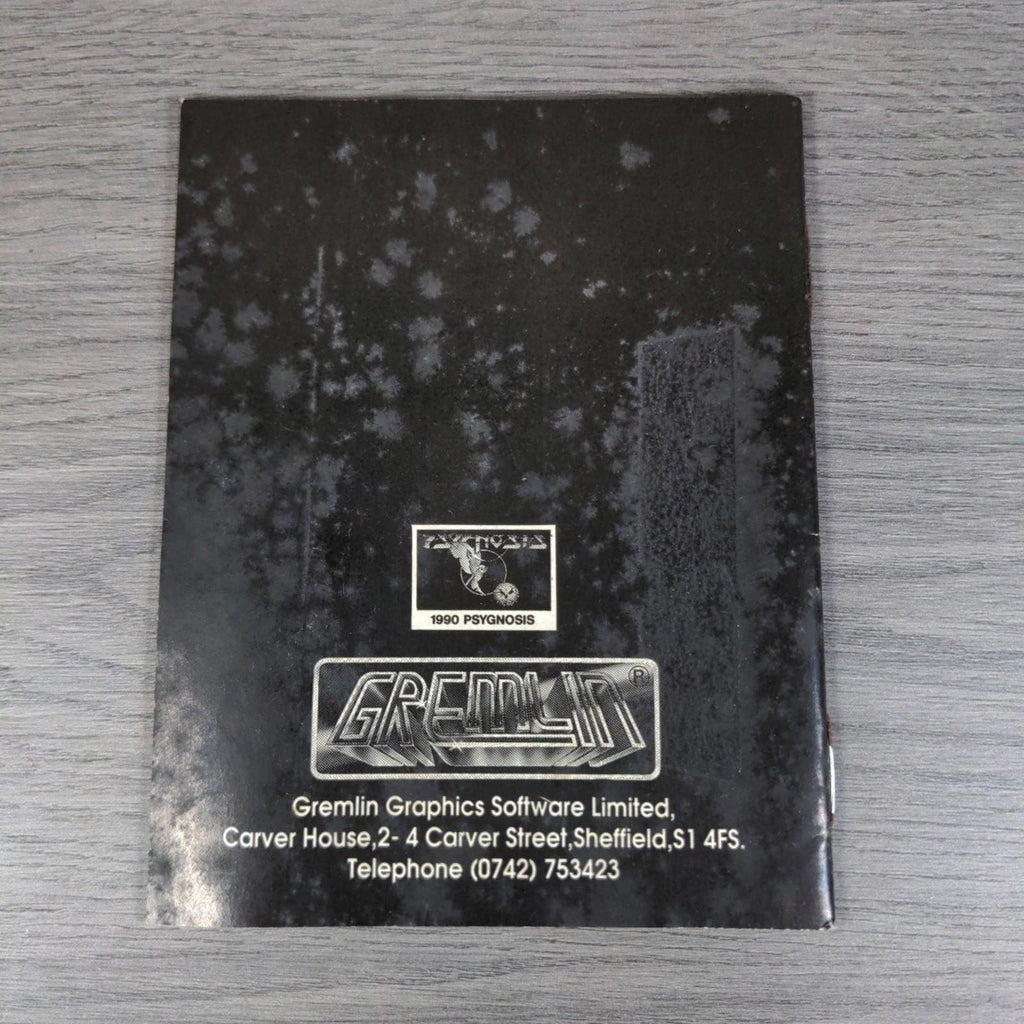 PSYGNOSIS
1990 PSYGNOSIS
GREMLIN ®
Gremlin Graphics Software Limited,
Carver House,2- 4 Carver Street,Sheffield,S1 4FS.
Telephone (0742) 753423